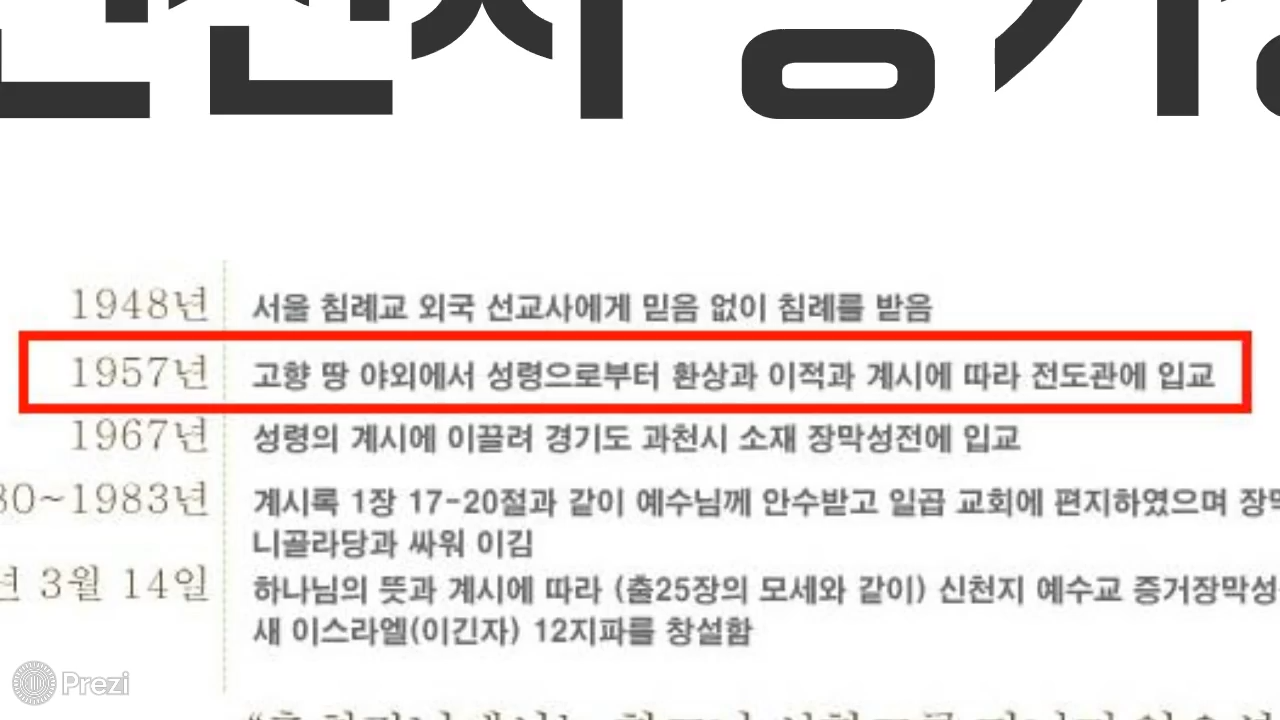 1948년 서울 침례교 외국 선교사에게 믿음 없이 침례를 받음
1957년 고향 땅 야외에서 성령으로부터 환상과 이적과 계시에 따라 전도관에 입교
1967년 성령의 계시에 이끌려 경기도 과천시 소재 장막성전에 입교
80~1983년 계시록 1장 17-20절과 같이 예수님께 안수받고 일곱 교회에 편지하였으며
니골라당과 싸워 이김
3월 14일 하나님의 뜻과 계시에 따라 (출25장의 모세와 같이) 신천지 예수교 증거장막성
새 이스라엘(이긴자) 12지파를 창설함
Prezi